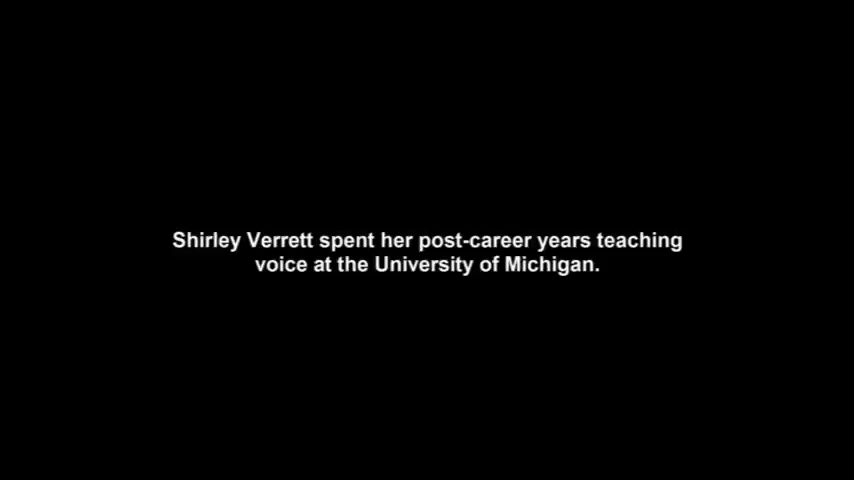 Shirley Verrett spent her post-career years teaching
voice at the University of Michigan.